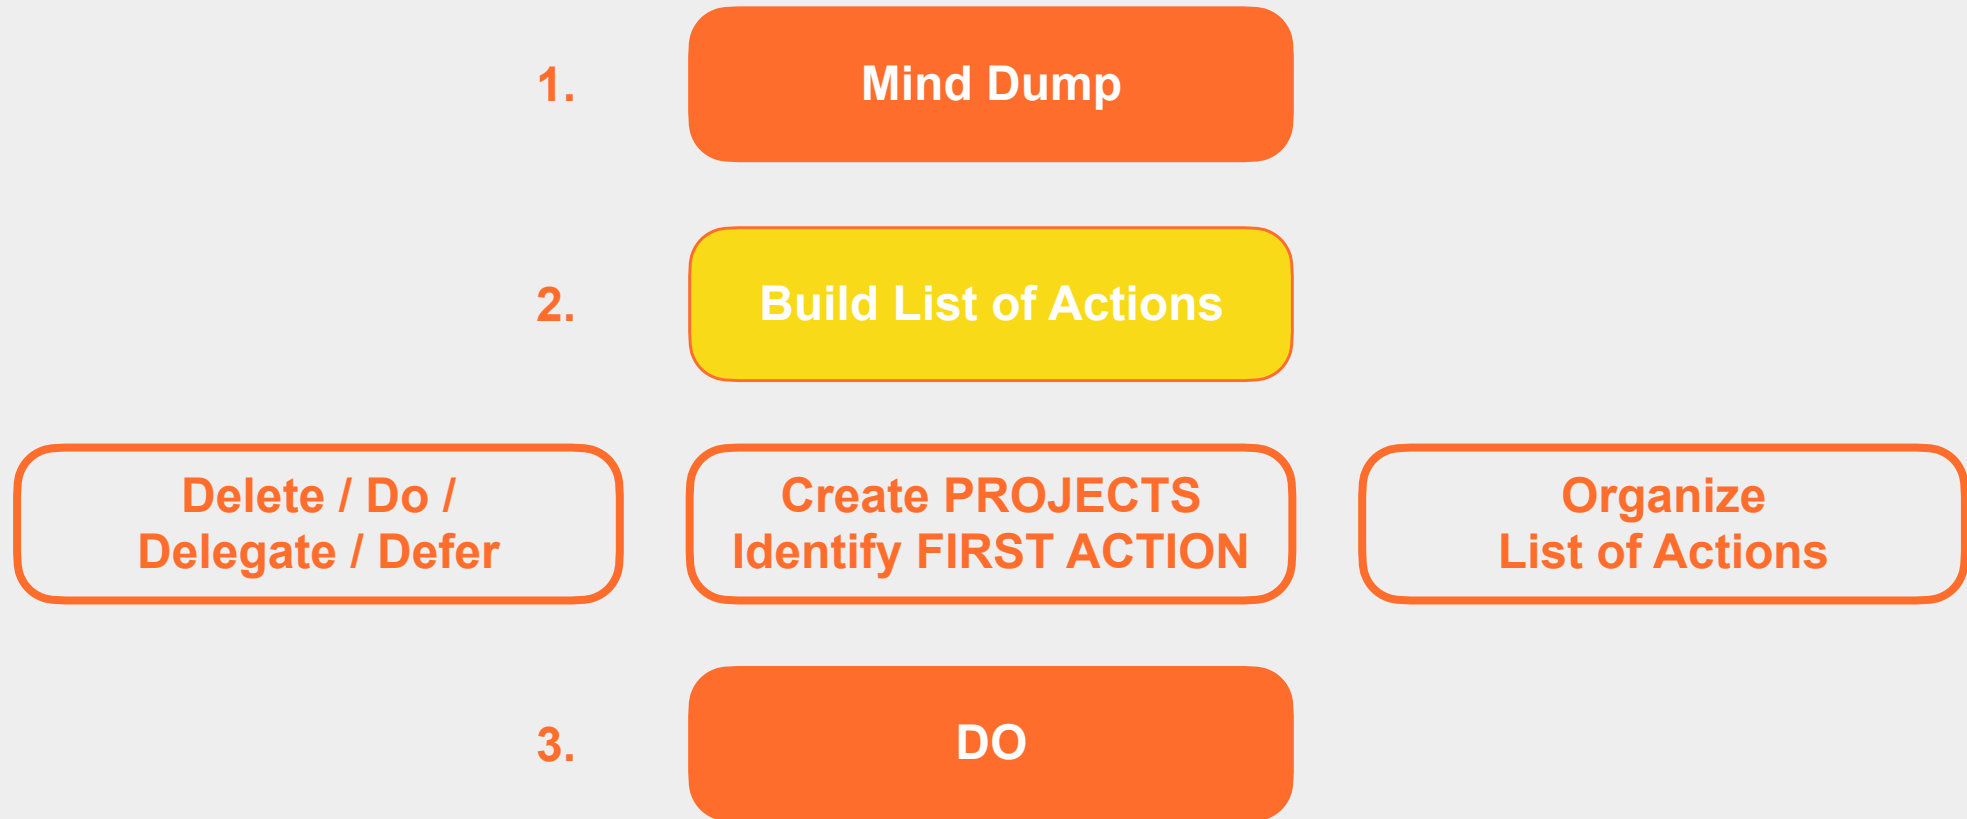 1.
Mind Dump
2.
Build List of Actions
Delete / Do /
Delegate / Defer
Create PROJECTS
Identify FIRST ACTION
Organize
List of Actions
3.
DO